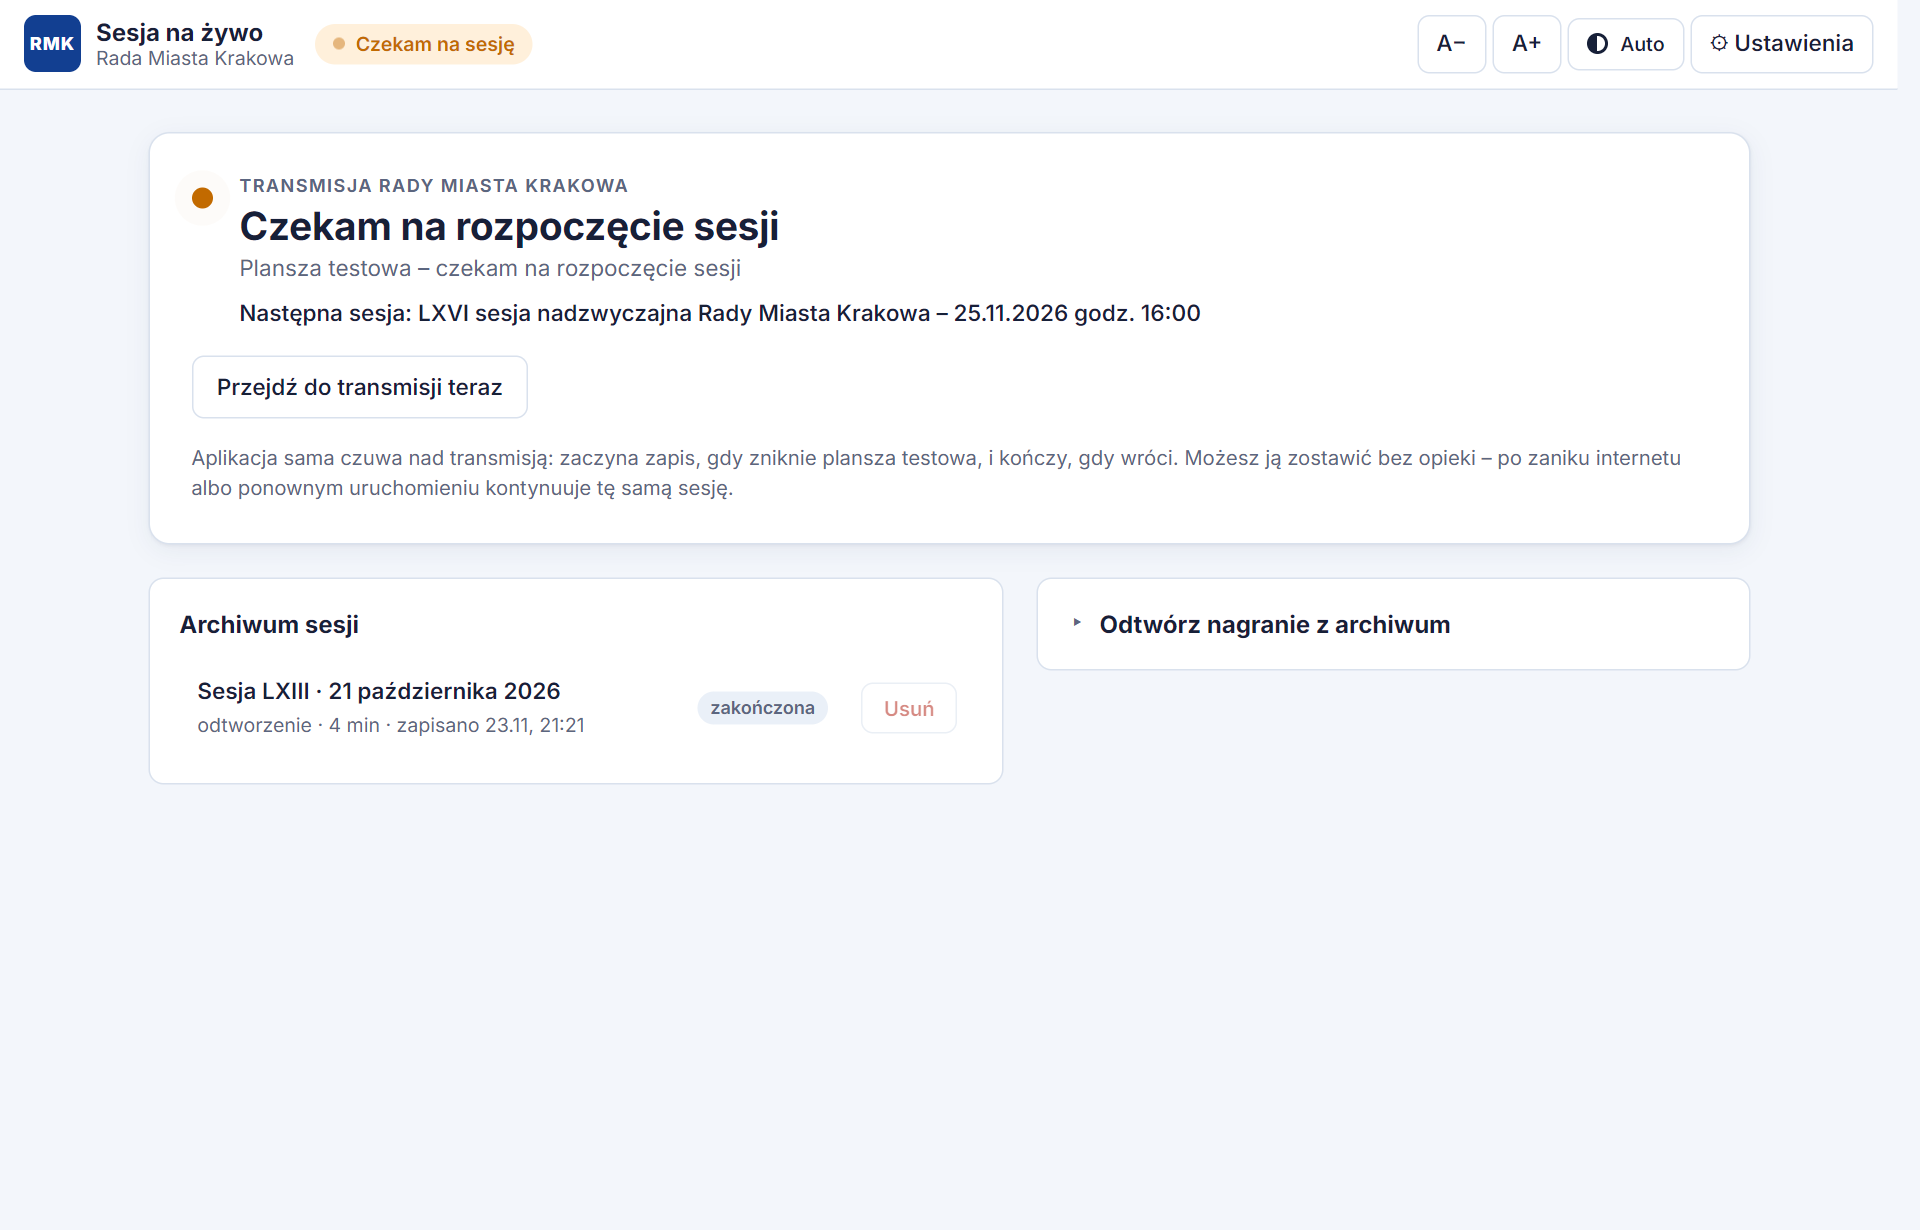 RMK
Sesja na żywo
Rada Miasta Krakowa
Czekam na sesję
A−
A+
Auto
Ustawienia
TRANSMISJA RADY MIASTA KRAKOWA
Czekam na rozpoczęcie sesji
Plansza testowa – czekam na rozpoczęcie sesji
Następna sesja: LXVI sesja nadzwyczajna Rady Miasta Krakowa – 25.11.2026 godz. 16:00
Przejdź do transmisji teraz
Aplikacja sama czuwa nad transmisją: zaczyna zapis, gdy zniknie plansza testowa, i kończy, gdy wróci. Możesz ją zostawić bez opieki – po zaniku internetu
albo ponownym uruchomieniu kontynuuje tę samą sesję.
Archiwum sesji
Sesja LXIII · 21 października 2026
odtworzenie · 4 min · zapisano 23.11, 21:21
zakończona
Usuń
Odtwórz nagranie z archiwum